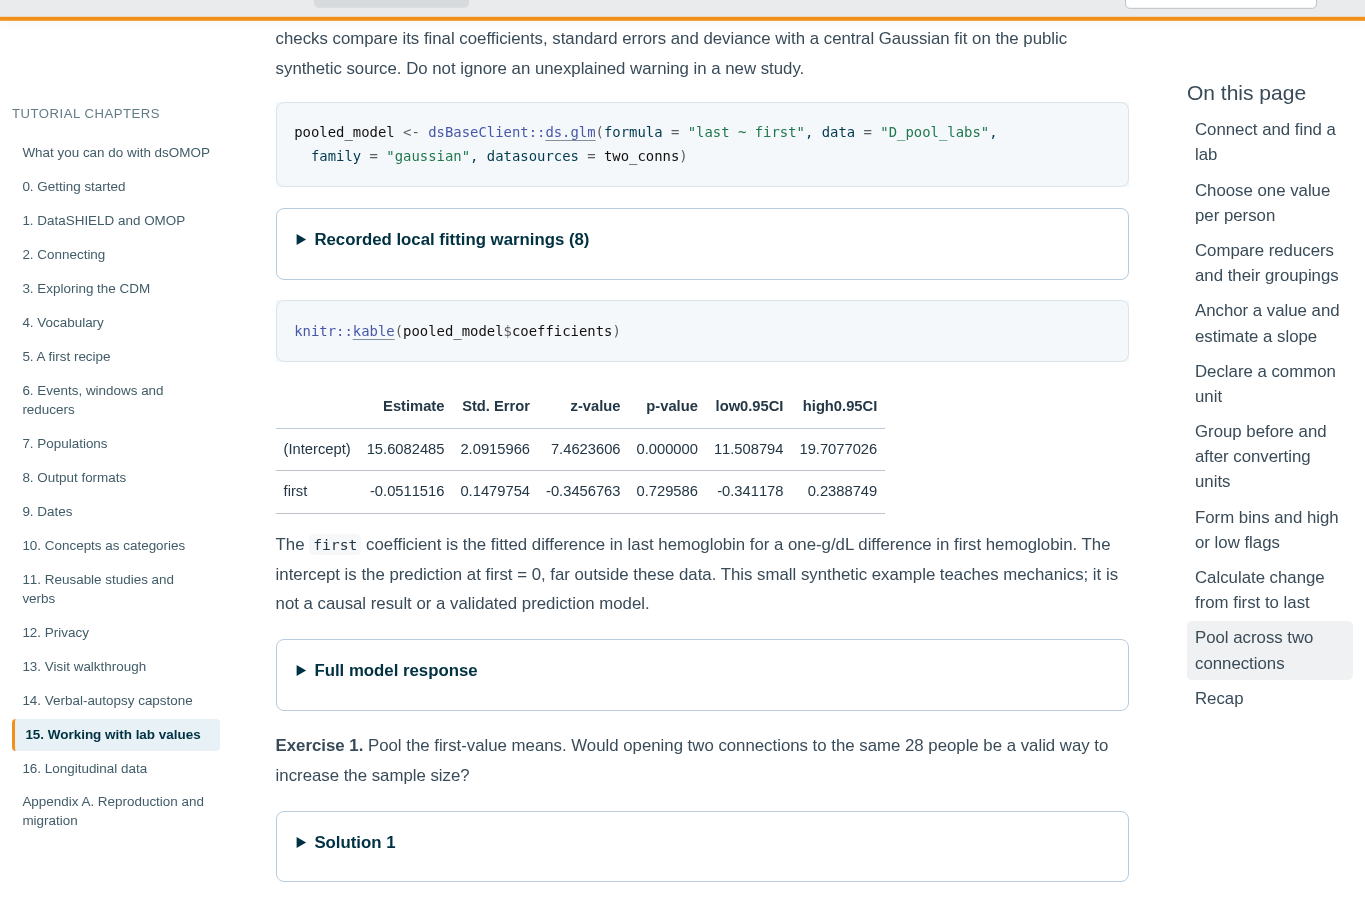 checks compare its final coefficients, standard errors and deviance with a central Gaussian fit on the public
synthetic source. Do not ignore an unexplained warning in a new study.
TUTORIAL CHAPTERS
What you can do with dsOMOP
0. Getting started
1. DataSHIELD and OMOP
2. Connecting
3. Exploring the CDM
4. Vocabulary
5. A first recipe
6. Events, windows and
reducers
7. Populations
8. Output formats
9. Dates
10. Concepts as categories
11. Reusable studies and
verbs
12. Privacy
13. Visit walkthrough
14. Verbal-autopsy capstone
15. Working with lab values
16. Longitudinal data
Appendix A. Reproduction and
migration
pooled_model <- dsBaseClient::ds.glm(formula = "last ~ first", data = "D_pool_labs",
  family = "gaussian", datasources = two_conns)
▶ Recorded local fitting warnings (8)
knitr::kable(pooled_model$coefficients)
Estimate Std. Error z-value p-value low0.95CI high0.95CI
(Intercept) 15.6082485 2.0915966 7.4623606 0.000000 11.508794 19.7077026
first -0.0511516 0.1479754 -0.3456763 0.729586 -0.341178 0.2388749
The first coefficient is the fitted difference in last hemoglobin for a one-g/dL difference in first hemoglobin. The
intercept is the prediction at first = 0, far outside these data. This small synthetic example teaches mechanics; it is
not a causal result or a validated prediction model.
▶ Full model response
Exercise 1. Pool the first-value means. Would opening two connections to the same 28 people be a valid way to
increase the sample size?
▶ Solution 1
On this page
Connect and find a
lab
Choose one value
per person
Compare reducers
and their groupings
Anchor a value and
estimate a slope
Declare a common
unit
Group before and
after converting
units
Form bins and high
or low flags
Calculate change
from first to last
Pool across two
connections
Recap